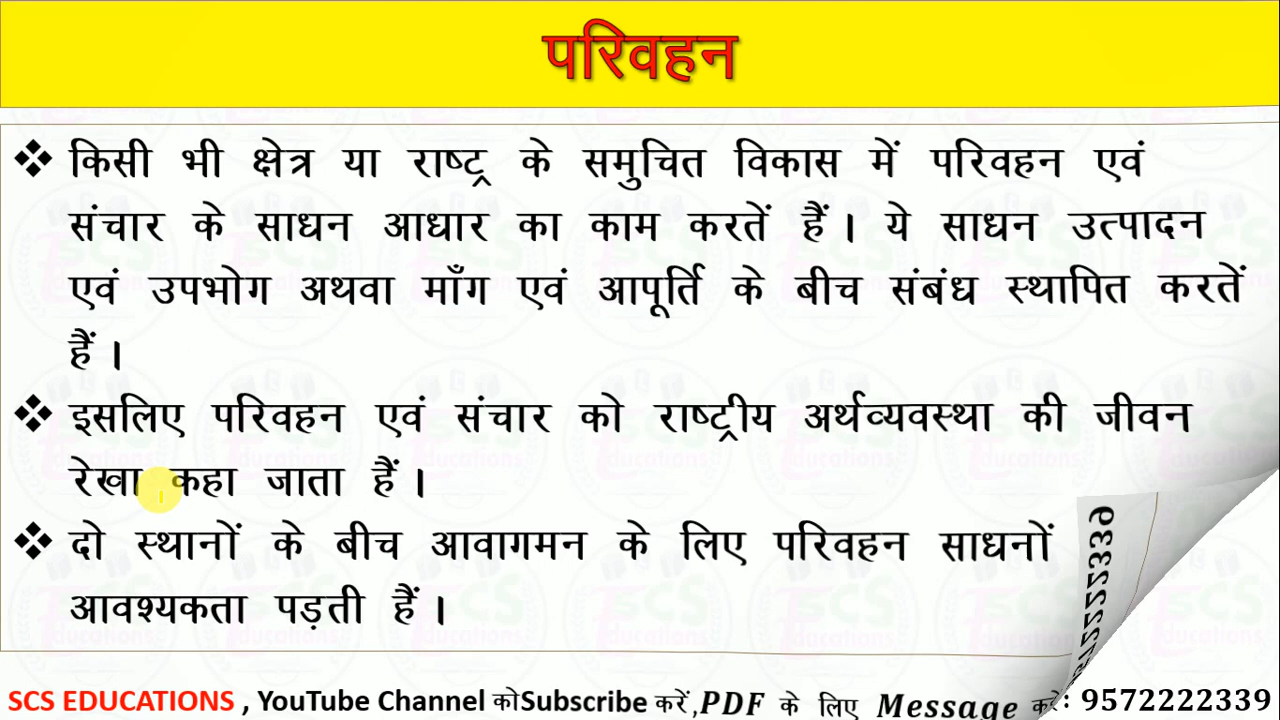 परिवहन
❖ किसी भी क्षेत्र या राष्ट्र के समुचित विकास में परिवहन एवं
संचार के साधन आधार का काम करतें हैं। ये साधन उत्पादन
एवं उपभोग अथवा माँग एवं आपूर्ति के बीच संबंध स्थापित करतें
हैं।
❖ इसलिए परिवहन एवं संचार को राष्ट्रीय अर्थव्यवस्था की जीवन
रेखा कहा जाता हैं।
❖ दो स्थानों के बीच आवागमन के लिए परिवहन साधनों
आवश्यकता पड़ती हैं।
SCS EDUCATIONS , YouTube Channel कोSubscribe करें,PDF के लिए Message करें: 9572222339